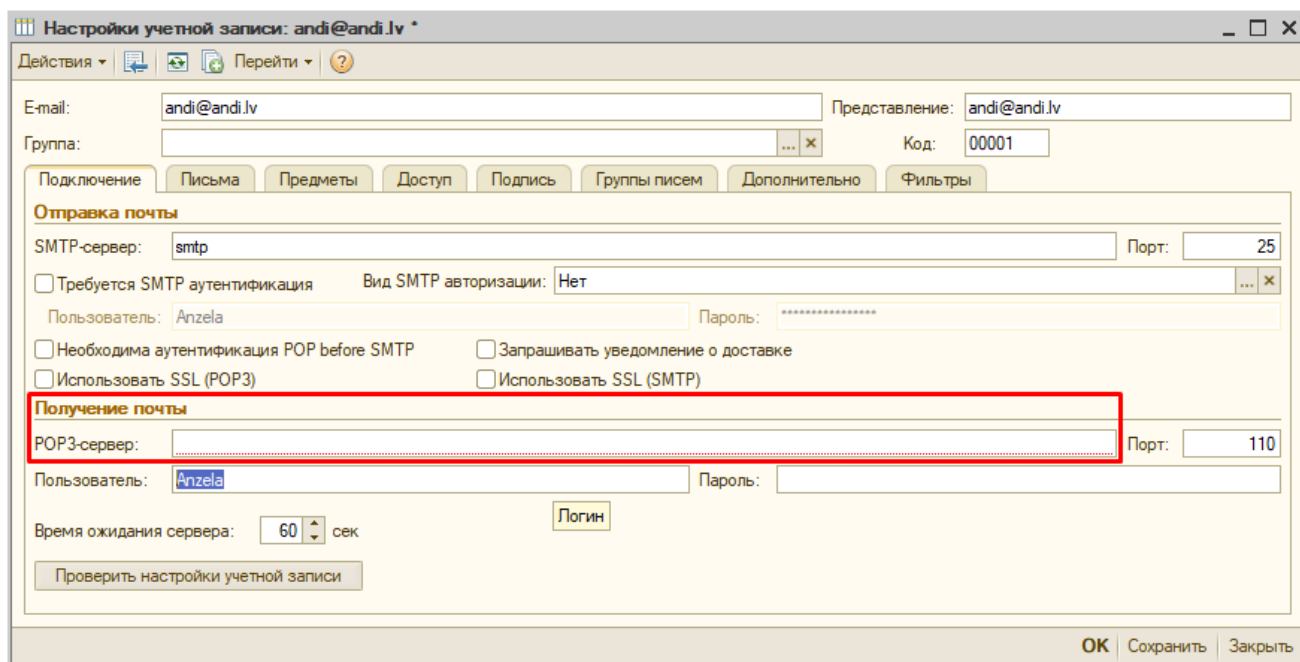 Настройки учетной записи: andi@andi.lv *
Действия Перейти
E-mail: andi@andi.lv Представление: andi@andi.lv
Группа: ... Код: 00001
Подключение Письма Предметы Доступ Подпись Группы писем Дополнительно Фильтры
Отправка почты
SMTP-сервер: smtp Порт: 25
Требуется SMTP аутентификация Вид SMTP авторизации: Нет ...
Пользователь: Anzela Пароль: ****************
Необходима аутентификация POP before SMTP Запрашивать уведомление о доставке
Использовать SSL (POP3) Использовать SSL (SMTP)
Получение почты
POP3-сервер: Порт: 110
Пользователь: Anzela Пароль:
Логин
Время ожидания сервера: 60 сек
Проверить настройки учетной записи
OK Сохранить Закрыть